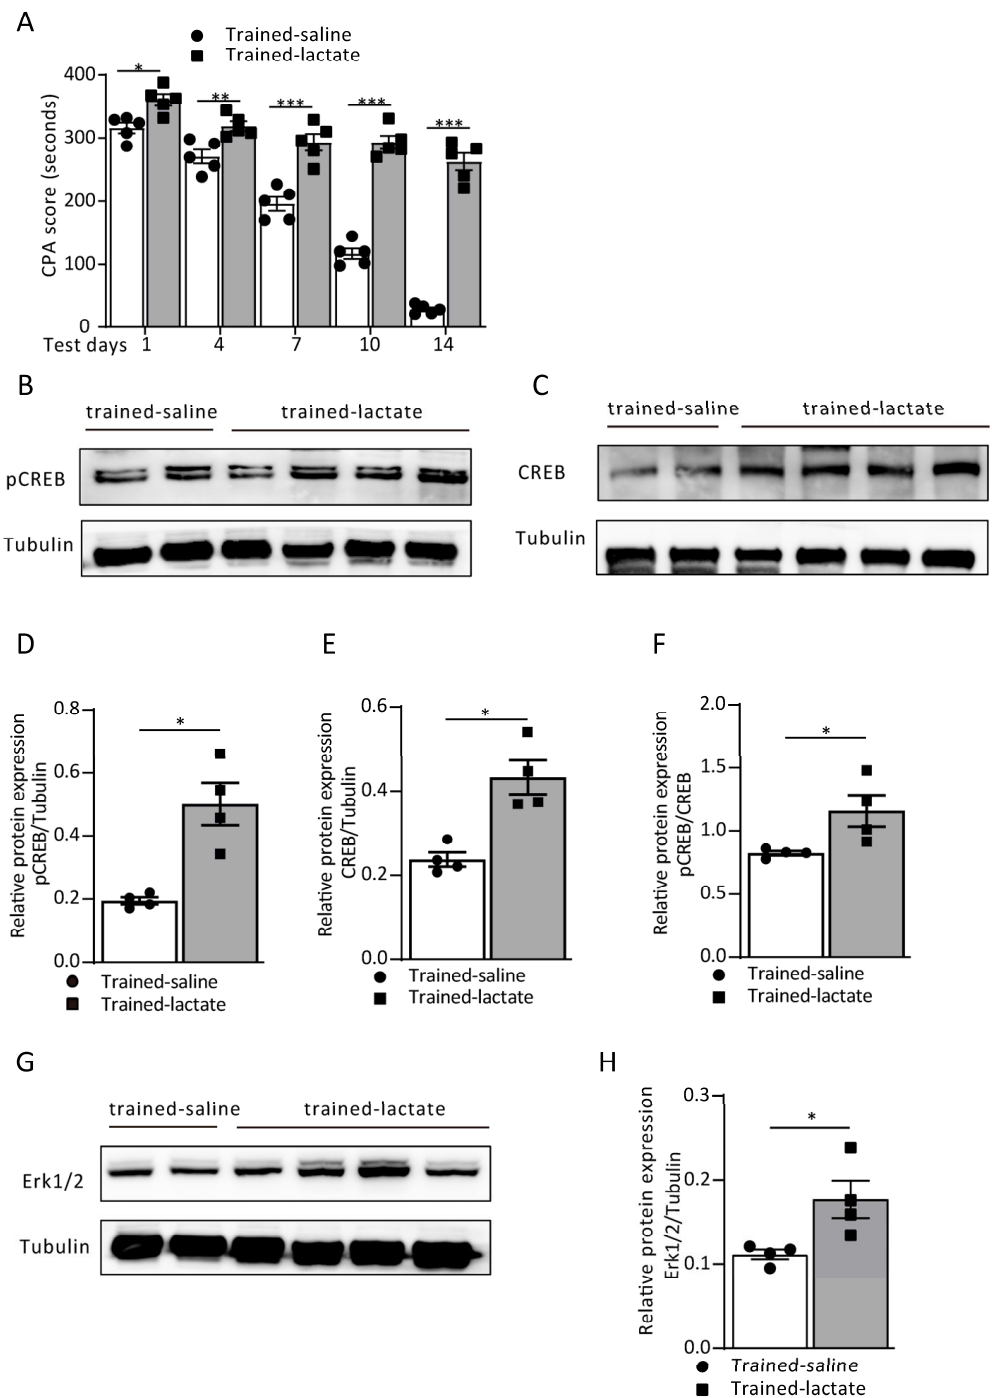 A
Trained-saline
Trained-lactate
CPA score (seconds)
400
300
200
100
0
* ** *** *** ***
Test days 1 4 7 10 14
B
trained-saline trained-lactate
pCREB
Tubulin
C
trained-saline trained-lactate
CREB
Tubulin
D
Relative protein expression
pCREB/Tubulin
0.8
0.6
0.4
0.2
0.0
*
Trained-saline
Trained-lactate
E
Relative protein expression
CREB/Tubulin
0.6
0.4
0.2
0.0
*
Trained-saline
Trained-lactate
F
Relative protein expression
pCREB/CREB
2.0
1.5
1.0
0.5
0.0
*
Trained-saline
Trained-lactate
G
trained-saline trained-lactate
Erk1/2
Tubulin
H
Relative protein expression
Erk1/2/Tubulin
0.3
0.2
0.1
0.0
*
Trained-saline
Trained-lactate